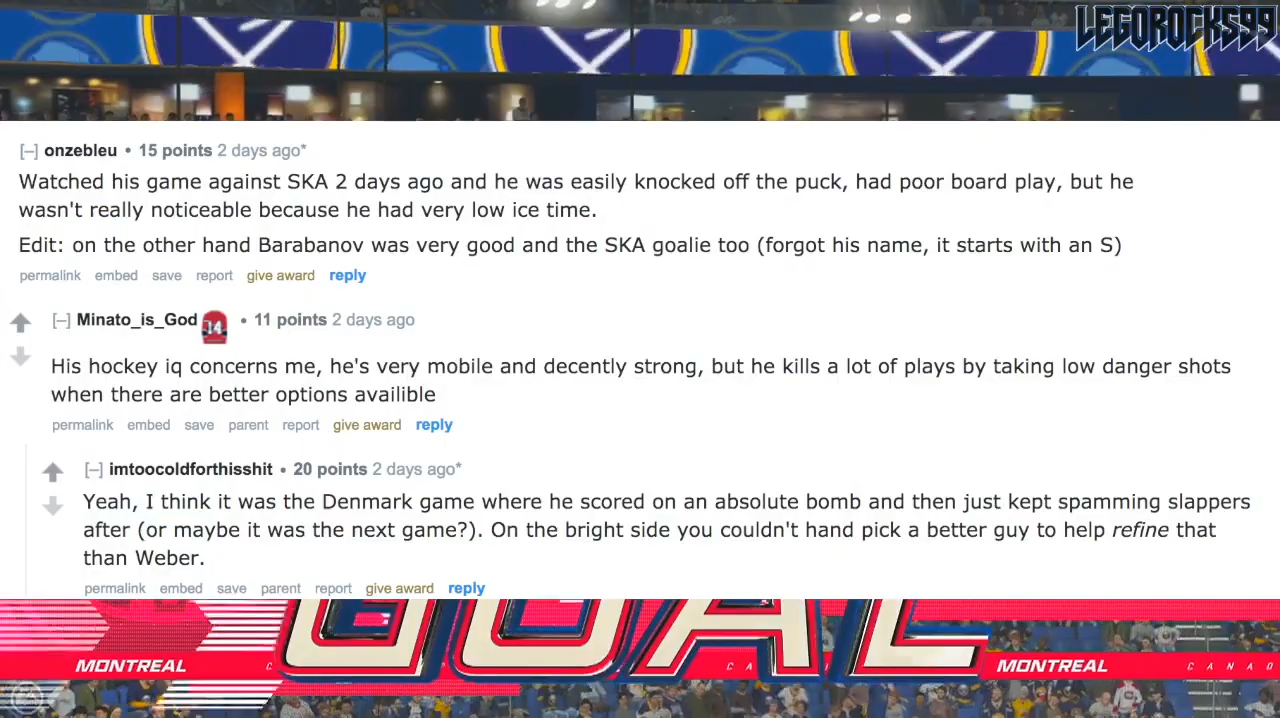 LEGOROCKS99
[–] onzebleu • 15 points 2 days ago*
Watched his game against SKA 2 days ago and he was easily knocked off the puck, had poor board play, but he
wasn't really noticeable because he had very low ice time.
Edit: on the other hand Barabanov was very good and the SKA goalie too (forgot his name, it starts with an S)
permalink embed save report give award reply
[–] Minato_is_God 14 • 11 points 2 days ago
His hockey iq concerns me, he's very mobile and decently strong, but he kills a lot of plays by taking low danger shots
when there are better options availible
permalink embed save parent report give award reply
[–] imtoocoldforthisshit • 20 points 2 days ago*
Yeah, I think it was the Denmark game where he scored on an absolute bomb and then just kept spamming slappers
after (or maybe it was the next game?). On the bright side you couldn't hand pick a better guy to help refine that
than Weber.
permalink embed save parent report give award reply
GOAL
MONTREAL MONTREAL